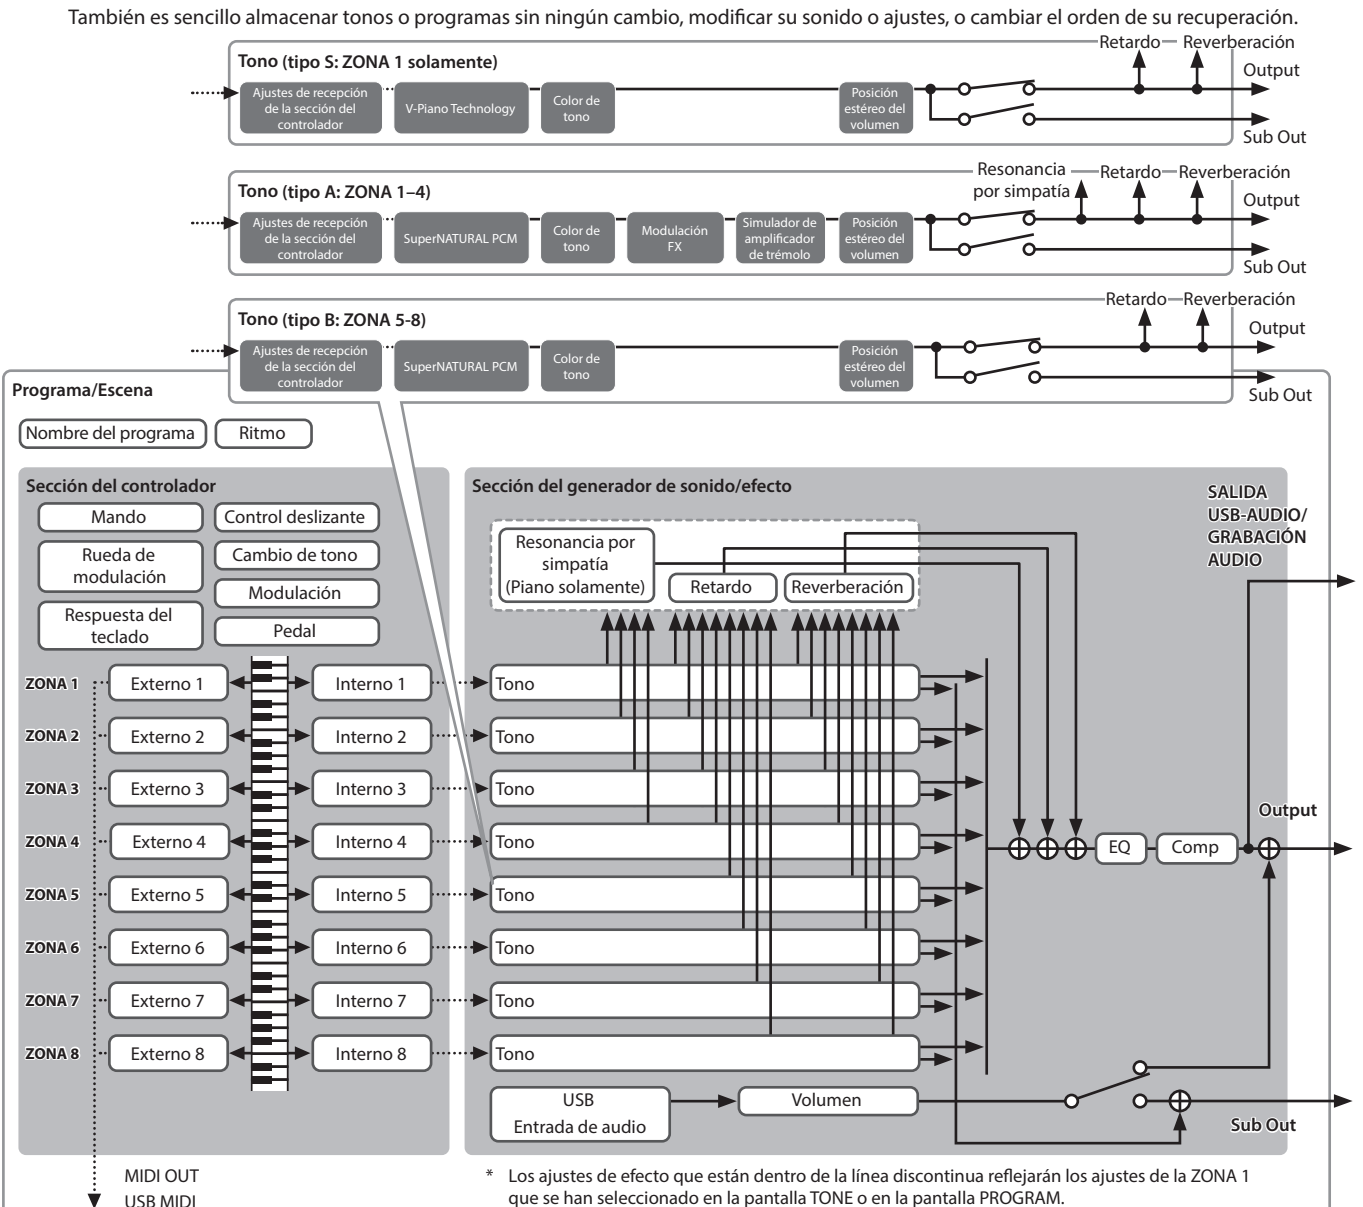 También es sencillo almacenar tonos o programas sin ningún cambio, modificar su sonido o ajustes, o cambiar el orden de su recuperación.
Tono (tipo S: ZONA 1 solamente)
Retardo
Reverberación
Ajustes de recepción
de la sección del
controlador
V-Piano Technology
Color de
tono
Posición
estéreo del
volumen
Output
Sub Out
Tono (tipo A: ZONA 1–4)
Resonancia
por simpatía
Retardo
Reverberación
Ajustes de recepción
de la sección del
controlador
SuperNATURAL PCM
Color de
tono
Modulación
FX
Simulador de
amplificador
de trémolo
Posición
estéreo del
volumen
Output
Sub Out
Tono (tipo B: ZONA 5-8)
Retardo
Reverberación
Ajustes de recepción
de la sección del
controlador
SuperNATURAL PCM
Color de
tono
Posición
estéreo del
volumen
Output
Sub Out
Programa/Escena
Nombre del programa
Ritmo
Sección del controlador
Mando
Control deslizante
Rueda de
modulación
Cambio de tono
Modulación
Respuesta del
teclado
Pedal
Sección del generador de sonido/efecto
SALIDA
USB-AUDIO/
GRABACIÓN
AUDIO
Resonancia por
simpatía
(Piano solamente)
Retardo
Reverberación
ZONA 1
Externo 1
Interno 1
Tono
ZONA 2
Externo 2
Interno 2
Tono
ZONA 3
Externo 3
Interno 3
Tono
ZONA 4
Externo 4
Interno 4
Tono
ZONA 5
Externo 5
Interno 5
Tono
ZONA 6
Externo 6
Interno 6
Tono
ZONA 7
Externo 7
Interno 7
Tono
ZONA 8
Externo 8
Interno 8
Tono
Output
EQ
Comp
USB
Entrada de audio
Volumen
Sub Out
MIDI OUT
USB MIDI
* Los ajustes de efecto que están dentro de la línea discontinua reflejarán los ajustes de la ZONA 1
que se han seleccionado en la pantalla TONE o en la pantalla PROGRAM.